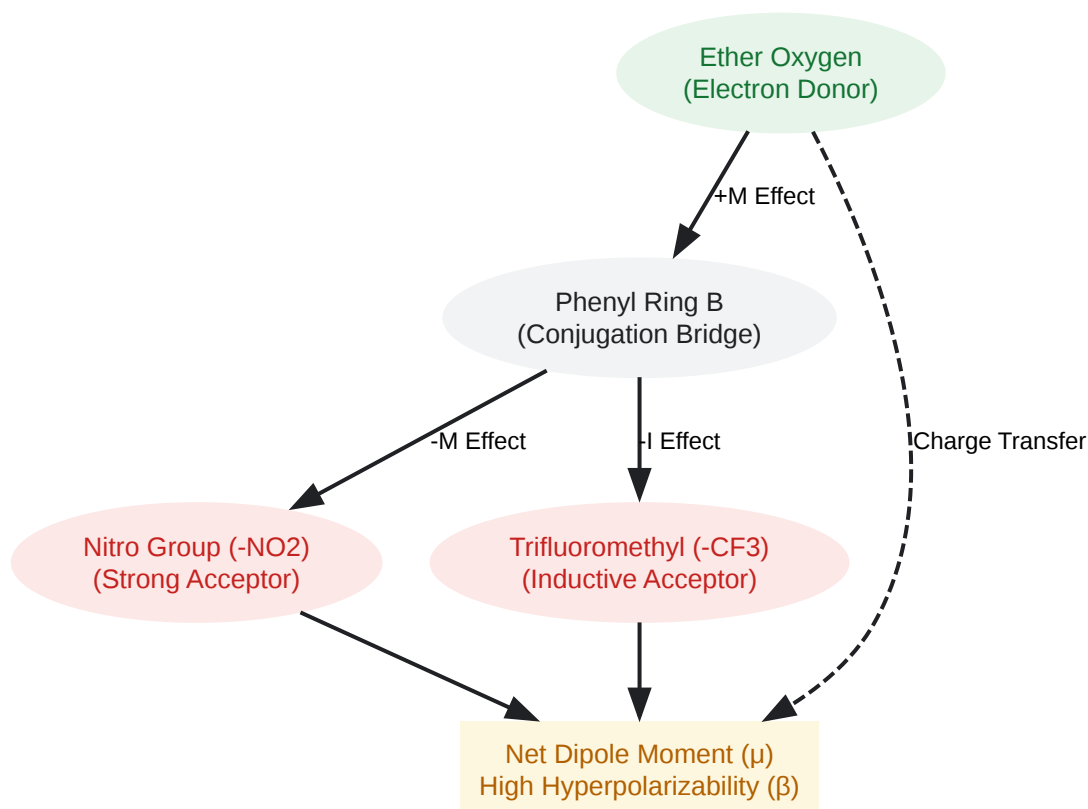 Ether Oxygen
(Electron Donor)
+M Effect
Phenyl Ring B
(Conjugation Bridge)
-M Effect
-I Effect
Charge Transfer
Nitro Group (-NO2)
(Strong Acceptor)
Trifluoromethyl (-CF3)
(Inductive Acceptor)
Net Dipole Moment (μ)
High Hyperpolarizability (β)